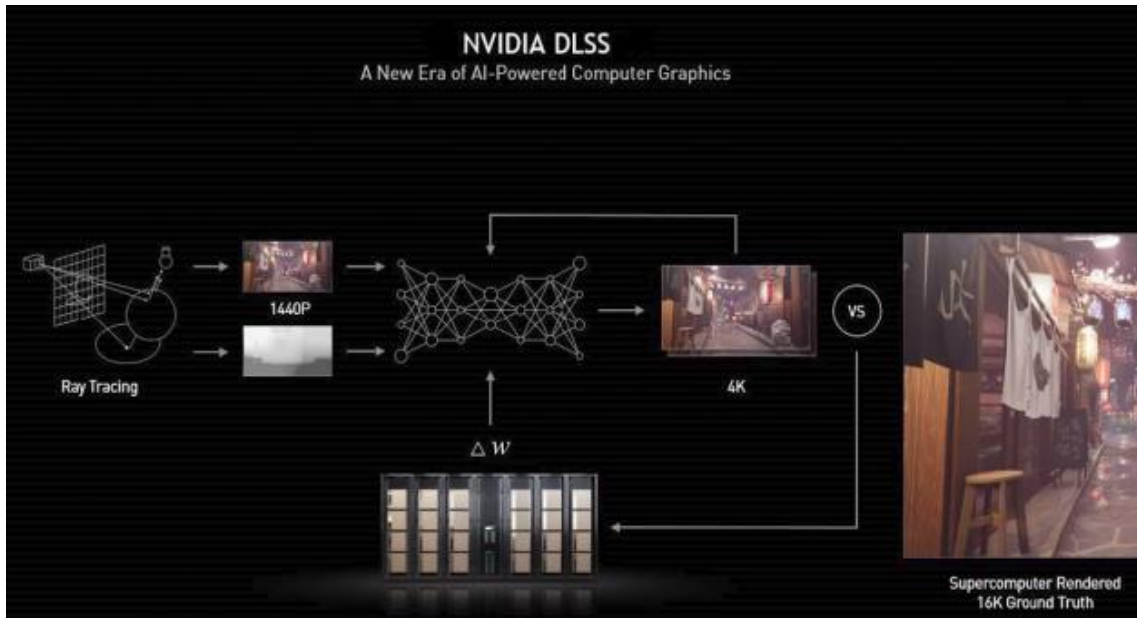 NVIDIA DLSS
A New Era of AI-Powered Computer Graphics
1440P
Ray Tracing
4K
VS
△ W
Supercomputer Rendered
16K Ground Truth